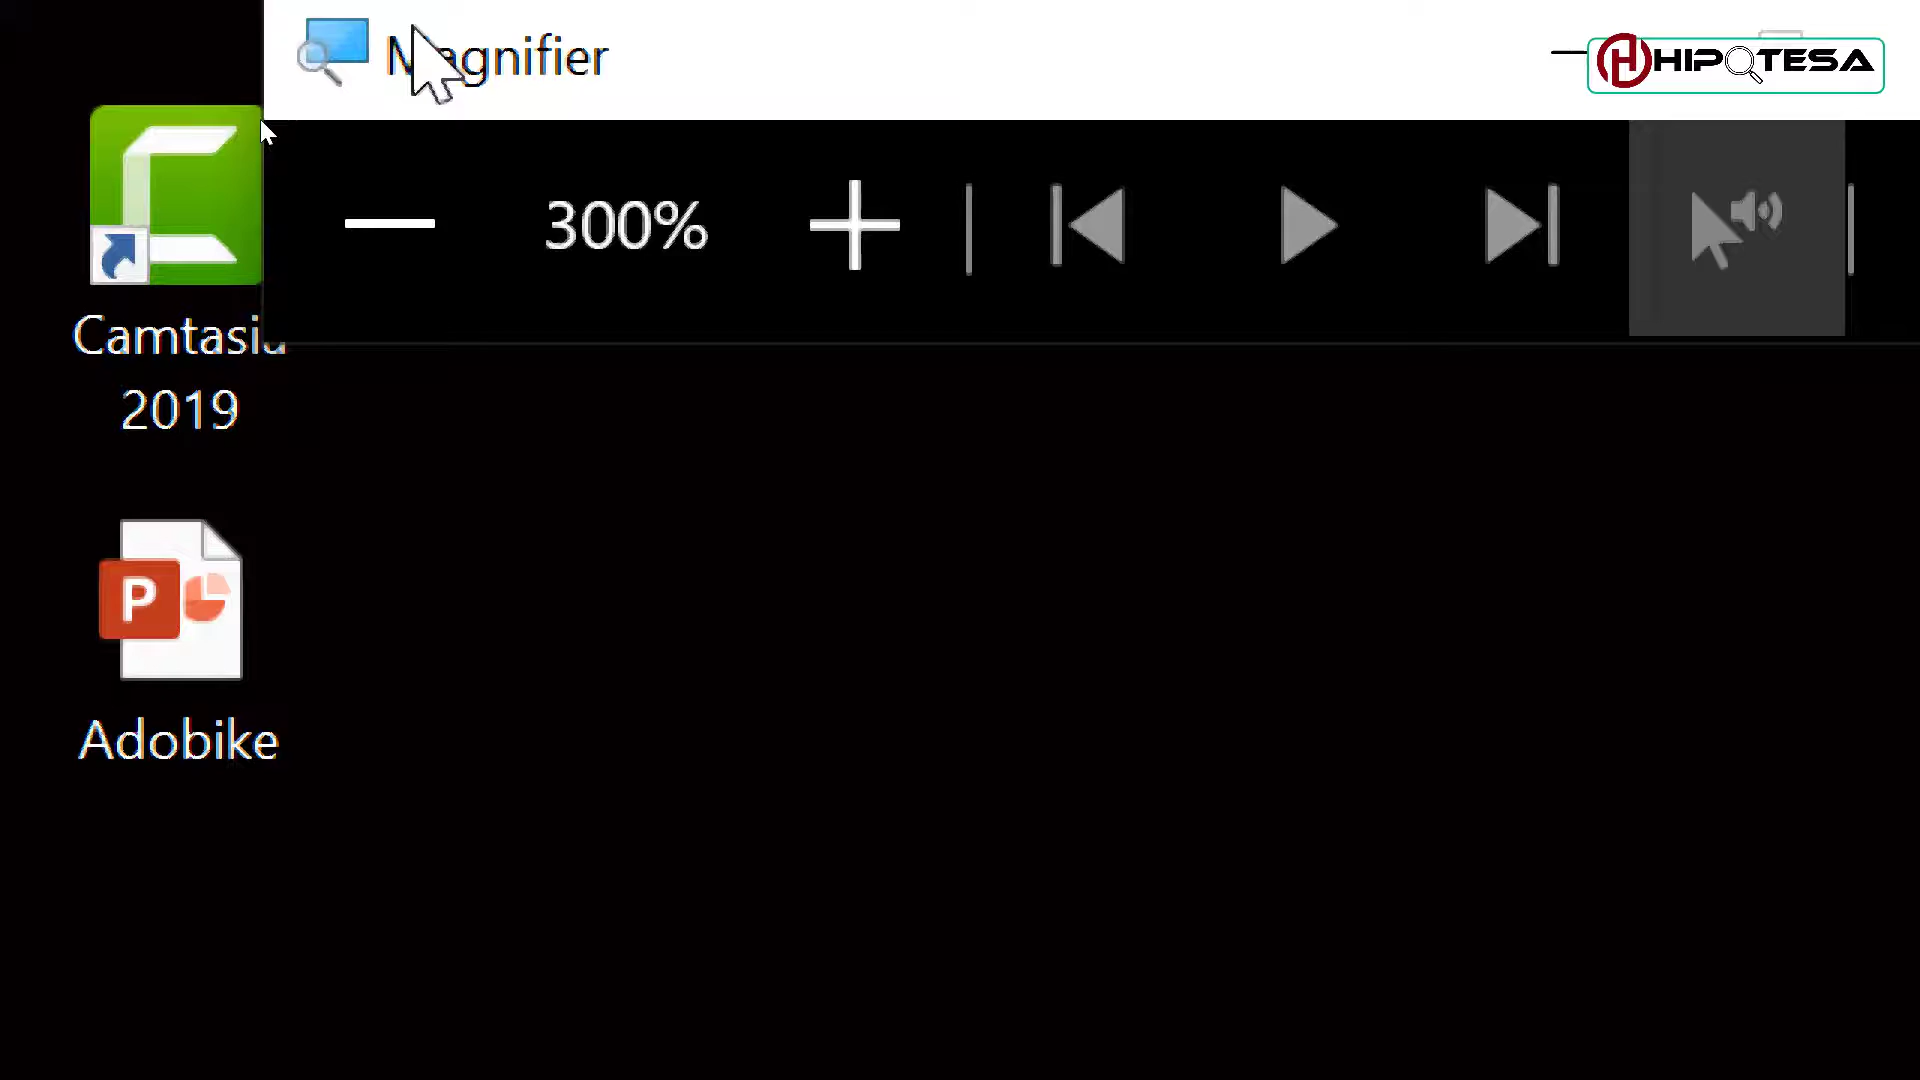 Magnifier
HIPOTESA
300%
Camtasia
2019
P
Adobike